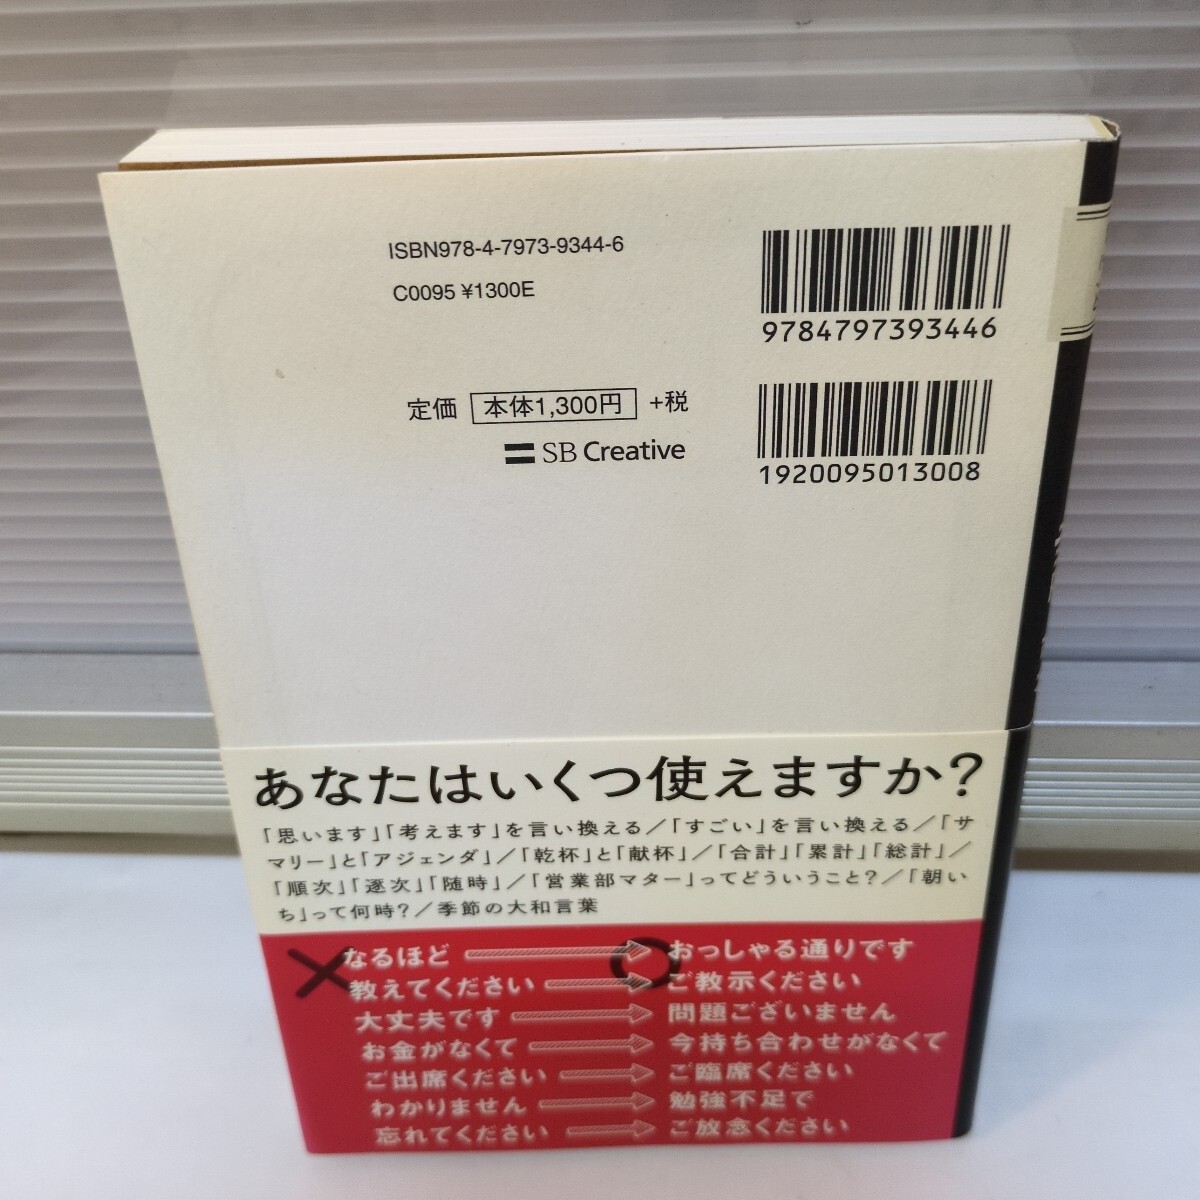 ISBN978-4-7973-9344-6
C0095 ¥1300E
9784797393446
定価 本体1,300円 +税
SB Creative
1920095013008
あなたはいくつ使えますか?
「思います」「考えます」を言い換える/「すごい」を言い換える/「サ
マリー」と「アジェンダ」/「乾杯」と「献杯」/「合計」「累計」「総計」/
「順次」「逐次」「随時」/「営業部マター」ってどういうこと?/「朝い
ち」って何時?/季節の大和言葉
なるほど おっしゃる通りです
教えてください ご教示ください
大丈夫です 問題ございません
お金がなくて 今持ち合わせがなくて
ご出席ください ご臨席ください
わかりません 勉強不足で
忘れてください ご放念ください